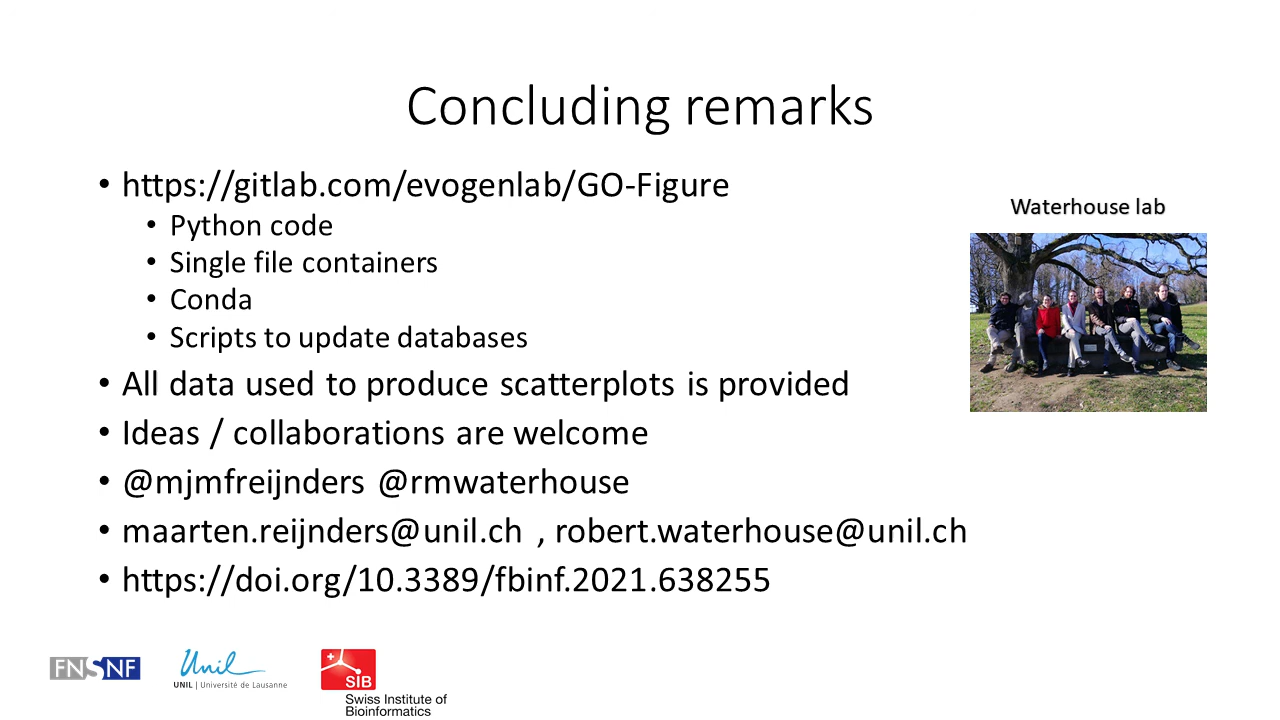 Concluding remarks
• https://gitlab.com/evogenlab/GO-Figure
• Python code
• Single file containers
• Conda
• Scripts to update databases
• All data used to produce scatterplots is provided
• Ideas / collaborations are welcome
• @mjmfreijnders @rmwaterhouse
• maarten.reijnders@unil.ch , robert.waterhouse@unil.ch
• https://doi.org/10.3389/fbinf.2021.638255
Waterhouse lab
FNSNF
Unil
UNIL | Université de Lausanne
SIB
Swiss Institute of
Bioinformatics